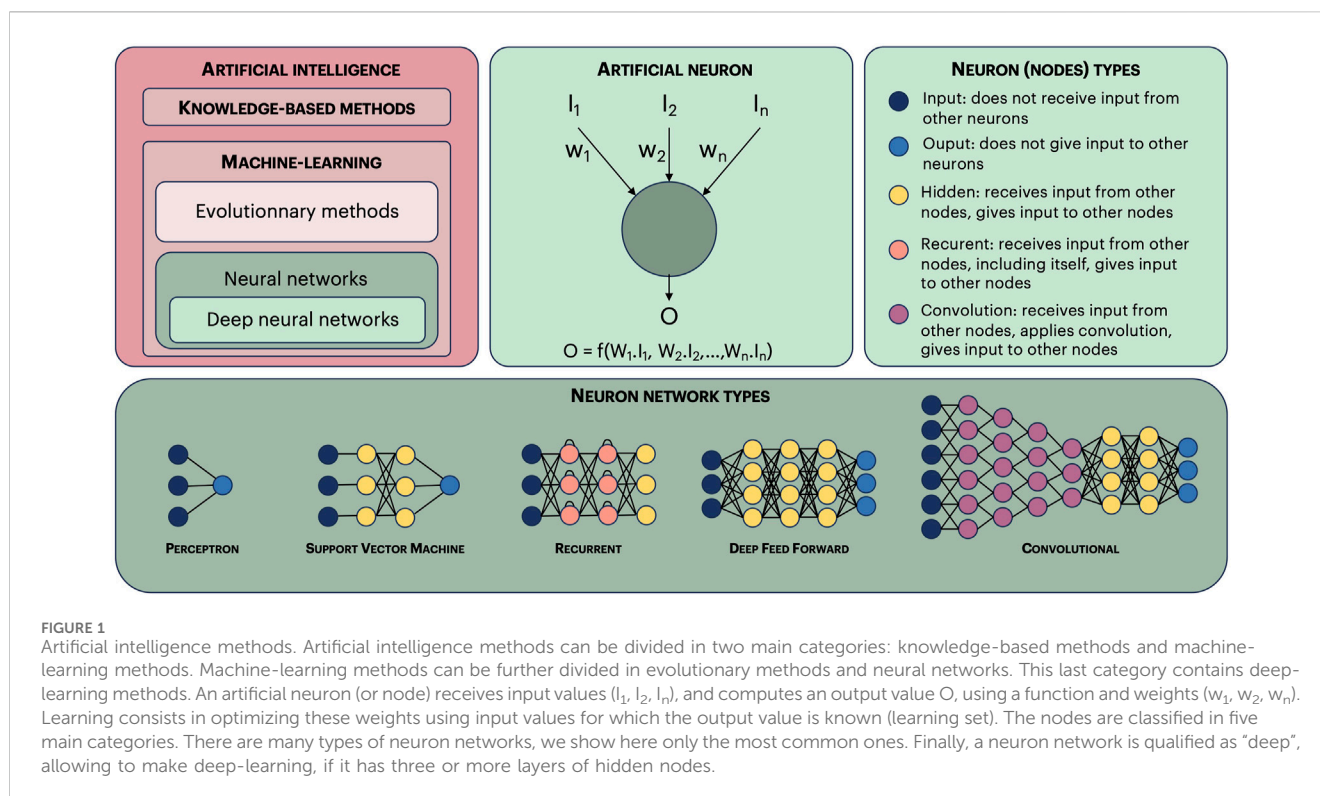 ARTIFICIAL INTELLIGENCE
KNOWLEDGE-BASED METHODS
MACHINE-LEARNING
Evolutionnary methods
Neural networks
Deep neural networks
ARTIFICIAL NEURON
I₁ I₂ Iₙ
W₁ W₂ Wₙ
O
O = f(W₁.I₁, W₂.I₂,...,Wₙ.Iₙ)
NEURON (NODES) TYPES
Input: does not receive input from
other neurons
Ouput: does not give input to other
neurons
Hidden: receives input from other
nodes, gives input to other nodes
Recurent: receives input from other
nodes, including itself, gives input
to other nodes
Convolution: receives input from
other nodes, applies convolution,
gives input to other nodes
NEURON NETWORK TYPES
PERCEPTRON
SUPPORT VECTOR MACHINE
RECURRENT
DEEP FEED FORWARD
CONVOLUTIONAL
FIGURE 1
Artificial intelligence methods. Artificial intelligence methods can be divided in two main categories: knowledge-based methods and machine-
learning methods. Machine-learning methods can be further divided in evolutionary methods and neural networks. This last category contains deep-
learning methods. An artificial neuron (or node) receives input values (I₁, I₂, Iₙ), and computes an output value O, using a function and weights (w₁, w₂, wₙ).
Learning consists in optimizing these weights using input values for which the output value is known (learning set). The nodes are classified in five
main categories. There are many types of neuron networks, we show here only the most common ones. Finally, a neuron network is qualified as "deep",
allowing to make deep-learning, if it has three or more layers of hidden nodes.